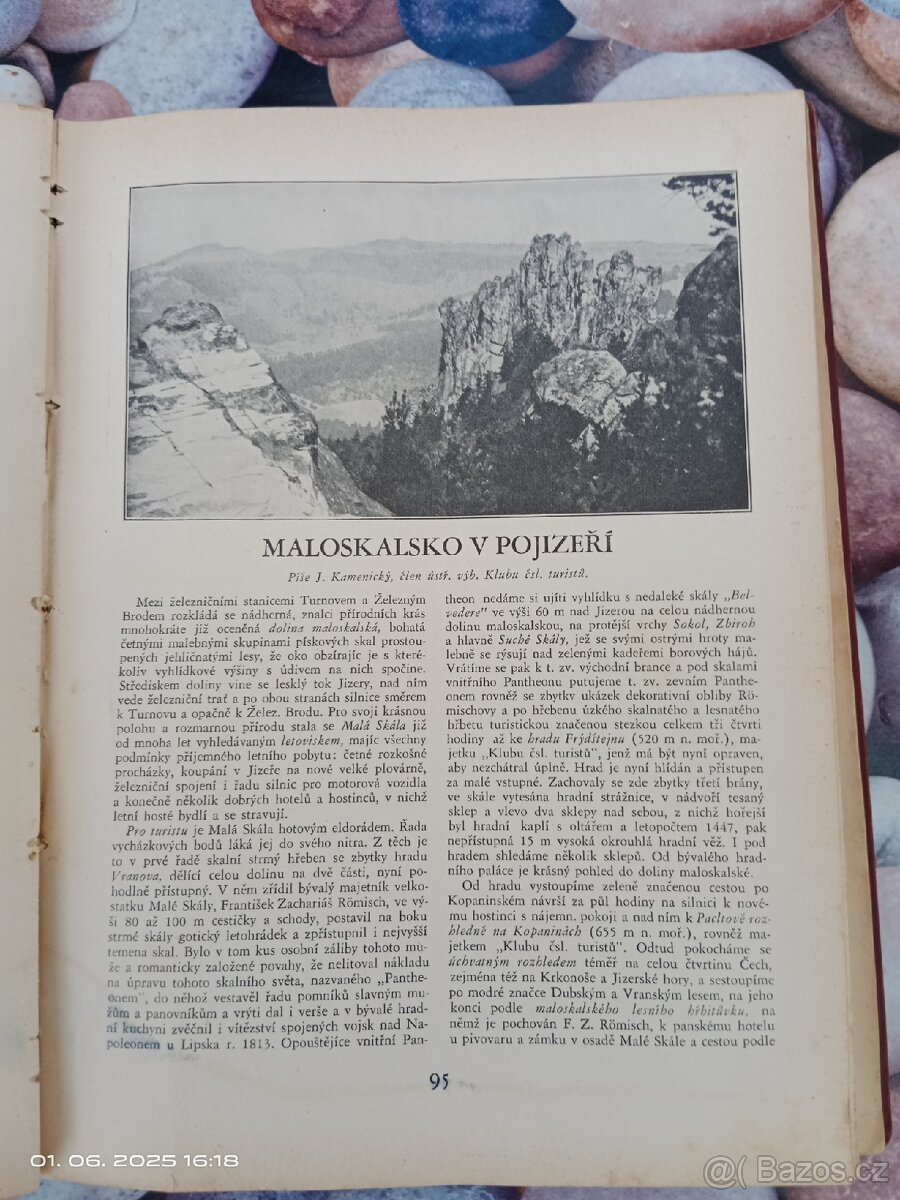 MALOSKALSKO V POJIZEŘÍ
Píše J. Kamenický, člen ústř. výb. Klubu čsl. turistů.
Mezi železničními stanicemi Turnovem a Železným
Brodem rozkládá se nádherná, znalci přírodních krás
mnohokráte již oceněná dolina maloskalská, bohatá
četnými malebnými skupinami pískových skal prostou-
pených jehličnatými lesy, že oko obzírajíc je s které-
koliv vyhlídkové výšiny s údivem na nich spočine.
Střediskem doliny vine se lesklý tok Jizery, nad ním
vede železniční trať a po obou stranách silnice směrem
k Turnovu a opačně k Želez. Brodu. Pro svoji krásnou
polohu a rozmarnou přírodu stala se Malá Skála již
od mnoha let vyhledávaným letoviskem, majíc všechny
podmínky příjemného letního pobytu: četné rozkošné
procházky, koupání v Jizeře na nové velké plovárně,
železniční spojení i řadu silnic pro motorová vozidla
a konečně několik dobrých hotelů a hostinců, v nichž
letní hosté bydlí a se stravují.
Pro turistu je Malá Skála hotovým eldorádem. Řada
vycházkových bodů láká jej do svého nitra. Z těch je
to v prvé řadě skalní strmý hřeben se zbytky hradu
Vranova, dělící celou dolinu na dvě části, nyní po-
hodlně přístupný. V něm zřídil bývalý majetník velko-
statku Malé Skály, František Zachariáš Römisch, ve vý-
ši 80 až 100 m cestičky a schody, postavil na boku
strmé skály gotický letohrádek a zpřístupnil i nejvyšší
temena skal. Bylo v tom kus osobní záliby tohoto mu-
že a romanticky založené povahy, že nelitoval nákladu
na úpravu tohoto skalního světa, nazvaného „Panthe-
onem", do něhož vestavěl řadu pomníků slavným mu-
žům a panovníkům a vrýti dal i verše a v bývalé hrad-
ní kuchyni zvěčnil i vítězství spojených vojsk nad Na-
poleonem u Lipska r. 1813. Opouštějíce vnitřní Pan-
theon nedáme si ujíti vyhlídku s nedaleké skály „Bel-
vedere" ve výši 60 m nad Jizerou na celou nádhernou
dolinu maloskalskou, na protější vrchy Sokol, Zbiroh
a hlavně Suché Skály, jež se svými ostrými hroty ma-
lebně se rýsují nad zelenými kadeřemi borových hájů.
Vrátíme se pak k t. zv. východní brance a pod skalami
vnitřního Pantheonu putujeme t. zv. zevním Panthe-
onem rovněž se zbytky ukázek dekorativní obliby Rö-
mischovy a po hřebenu úzkého skalnatého a lesnatého
hřbetu turistickou značenou stezkou celkem tři čtvrti
hodiny až ke hradu Frýdštejnu (520 m n. moř.), ma-
jetku „Klubu čsl. turistů", jenž má být nyní opraven,
aby nezchátral úplně. Hrad je nyní hlídán a přístupen
za malé vstupné. Zachovaly se zde zbytky třetí brány,
ve skále vytesána hradní strážnice, v nádvoří tesaný
sklep a vlevo dva sklepy nad sebou, z nichž hořejší
byl hradní kaplí s oltářem a letopočtem 1447, pak
nepřístupná 15 m vysoká okrouhlá hradní věž. I pod
hradem shledáme několik sklepů. Od bývalého hrad-
ního paláce je krásný pohled do doliny maloskalské.
Od hradu vystoupíme zeleně značenou cestou po
Kopaninském návrší za půl hodiny na silnici k nové-
mu hostinci s nájemn. pokoji a nad ním k Pacltově roz-
hledně na Kopaninách (655 m n. moř.), rovněž ma-
jetkem „Klubu čsl. turistů". Odtud pokocháme se
úchvatným rozhledem téměř na celou čtvrtinu Čech,
zejména též na Krkonoše a Jizerské hory, a sestoupíme
po modré značce Dubským a Vranským lesem, na jeho
konci podle maloskalského lesního hřbitůvku, na
němž je pochován F. Z. Römisch, k panskému hotelu
u pivovaru a zámku v osadě Malé Skále a cestou podle
95
01. 06. 2025 16:18
@( Bazos.cz